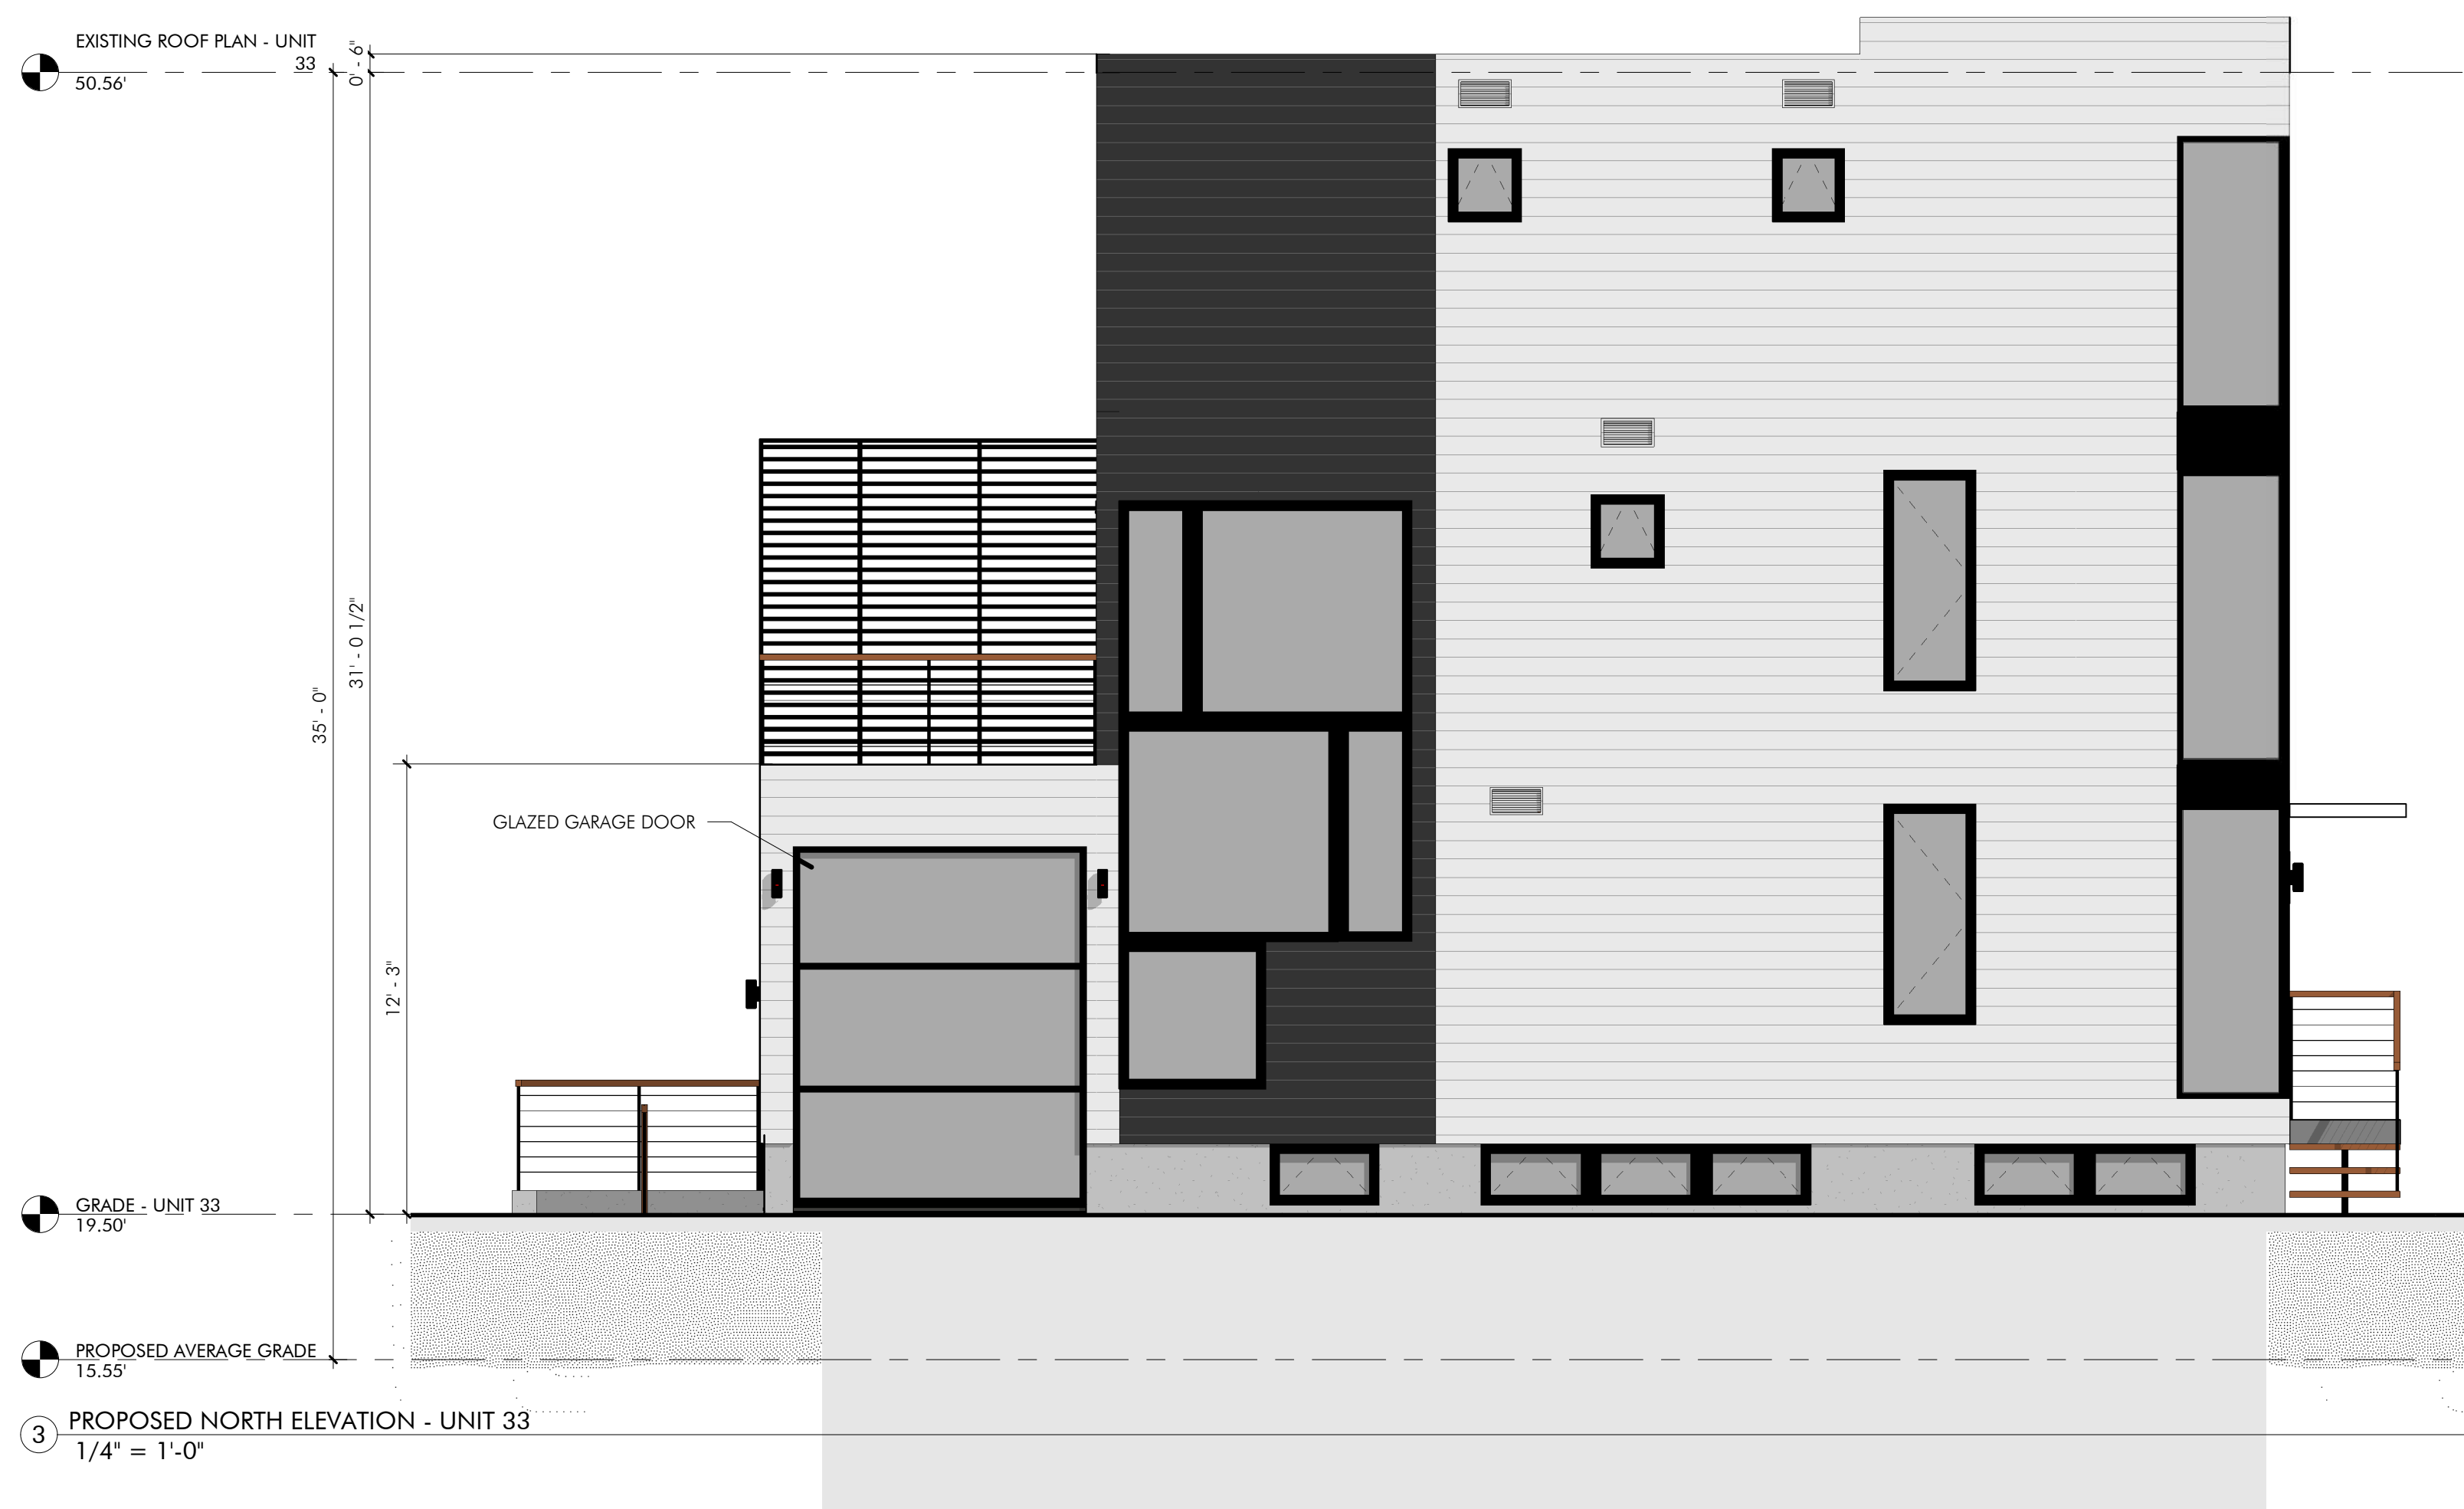 EXISTING ROOF PLAN - UNIT
33
50.56'
0' - 6"
31' - 0 1/2"
35' - 0"
GLAZED GARAGE DOOR
12' - 3"
GRADE - UNIT 33
19.50'
PROPOSED AVERAGE GRADE
15.55'
3
PROPOSED NORTH ELEVATION - UNIT 33
1/4" = 1'-0"